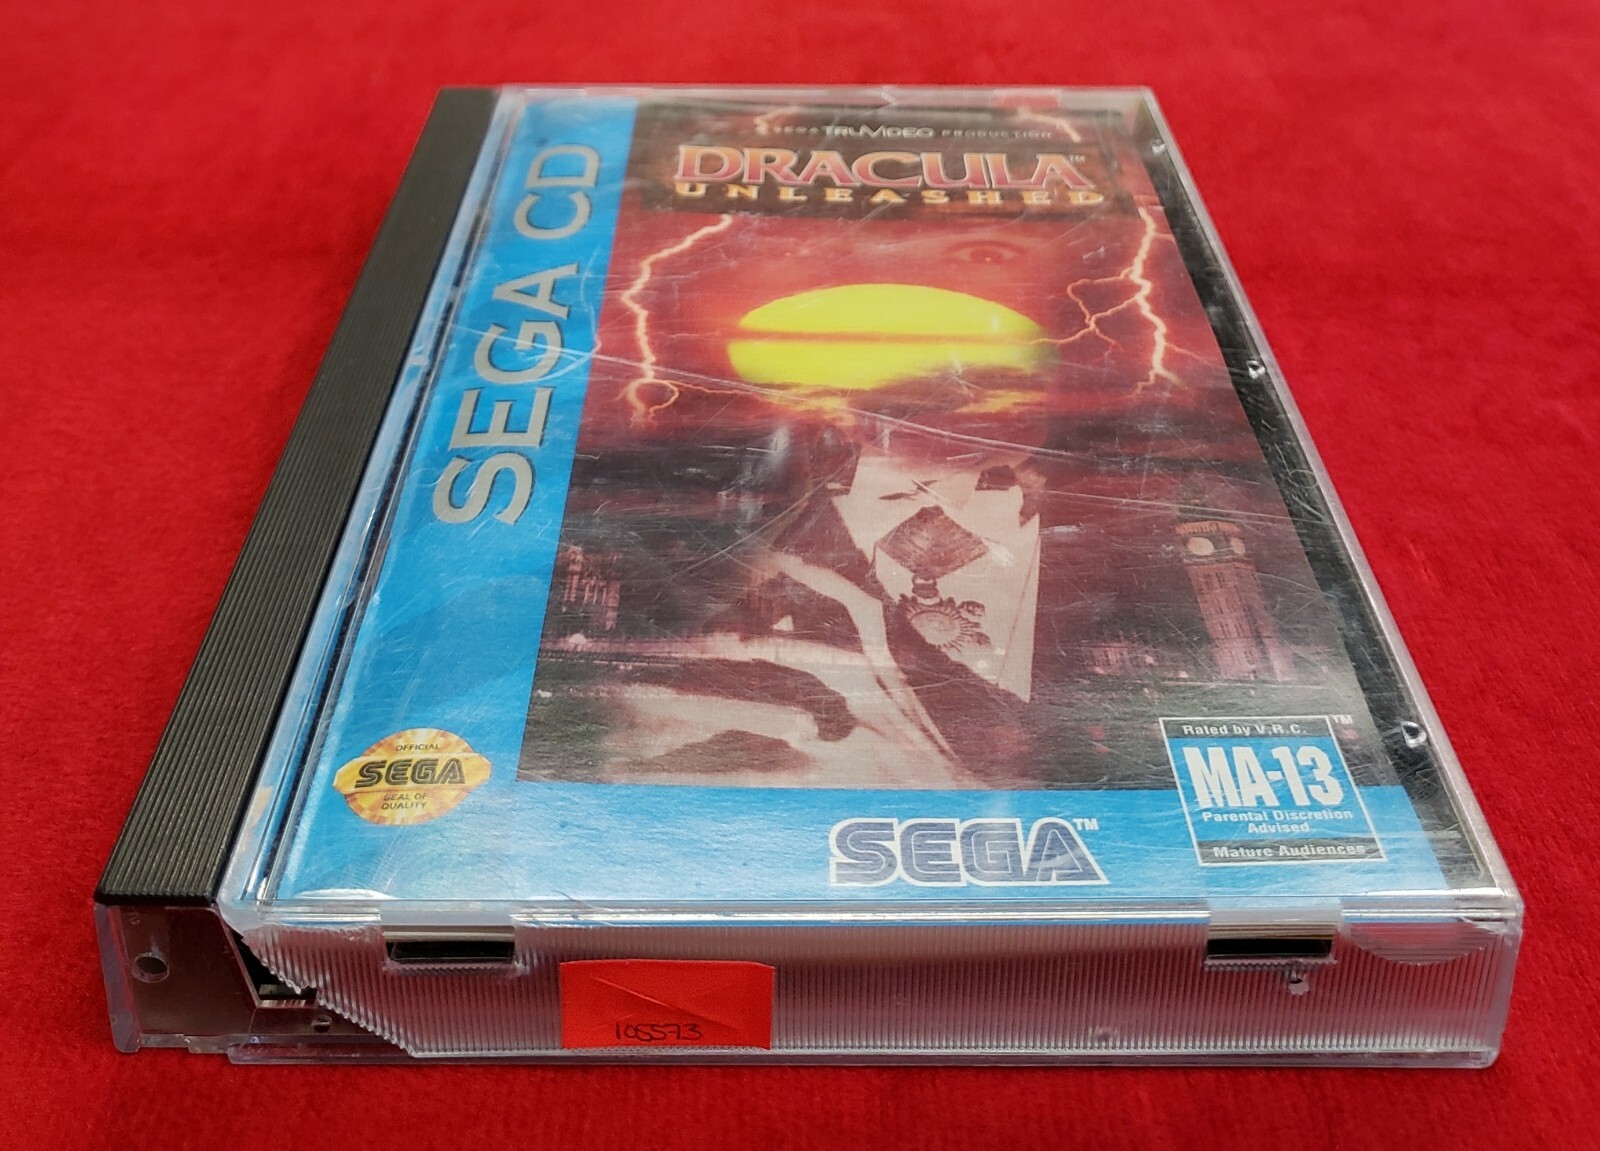 SEGA TRUVIDEO PRODUCTION
DRACULA™
UNLEASHED
SEGA CD
OFFICIAL
SEGA
SEAL OF
QUALITY
SEGA™
Rated by V.R.C.™
MA-13
Parental Discretion
Advised
Mature Audiences
105573